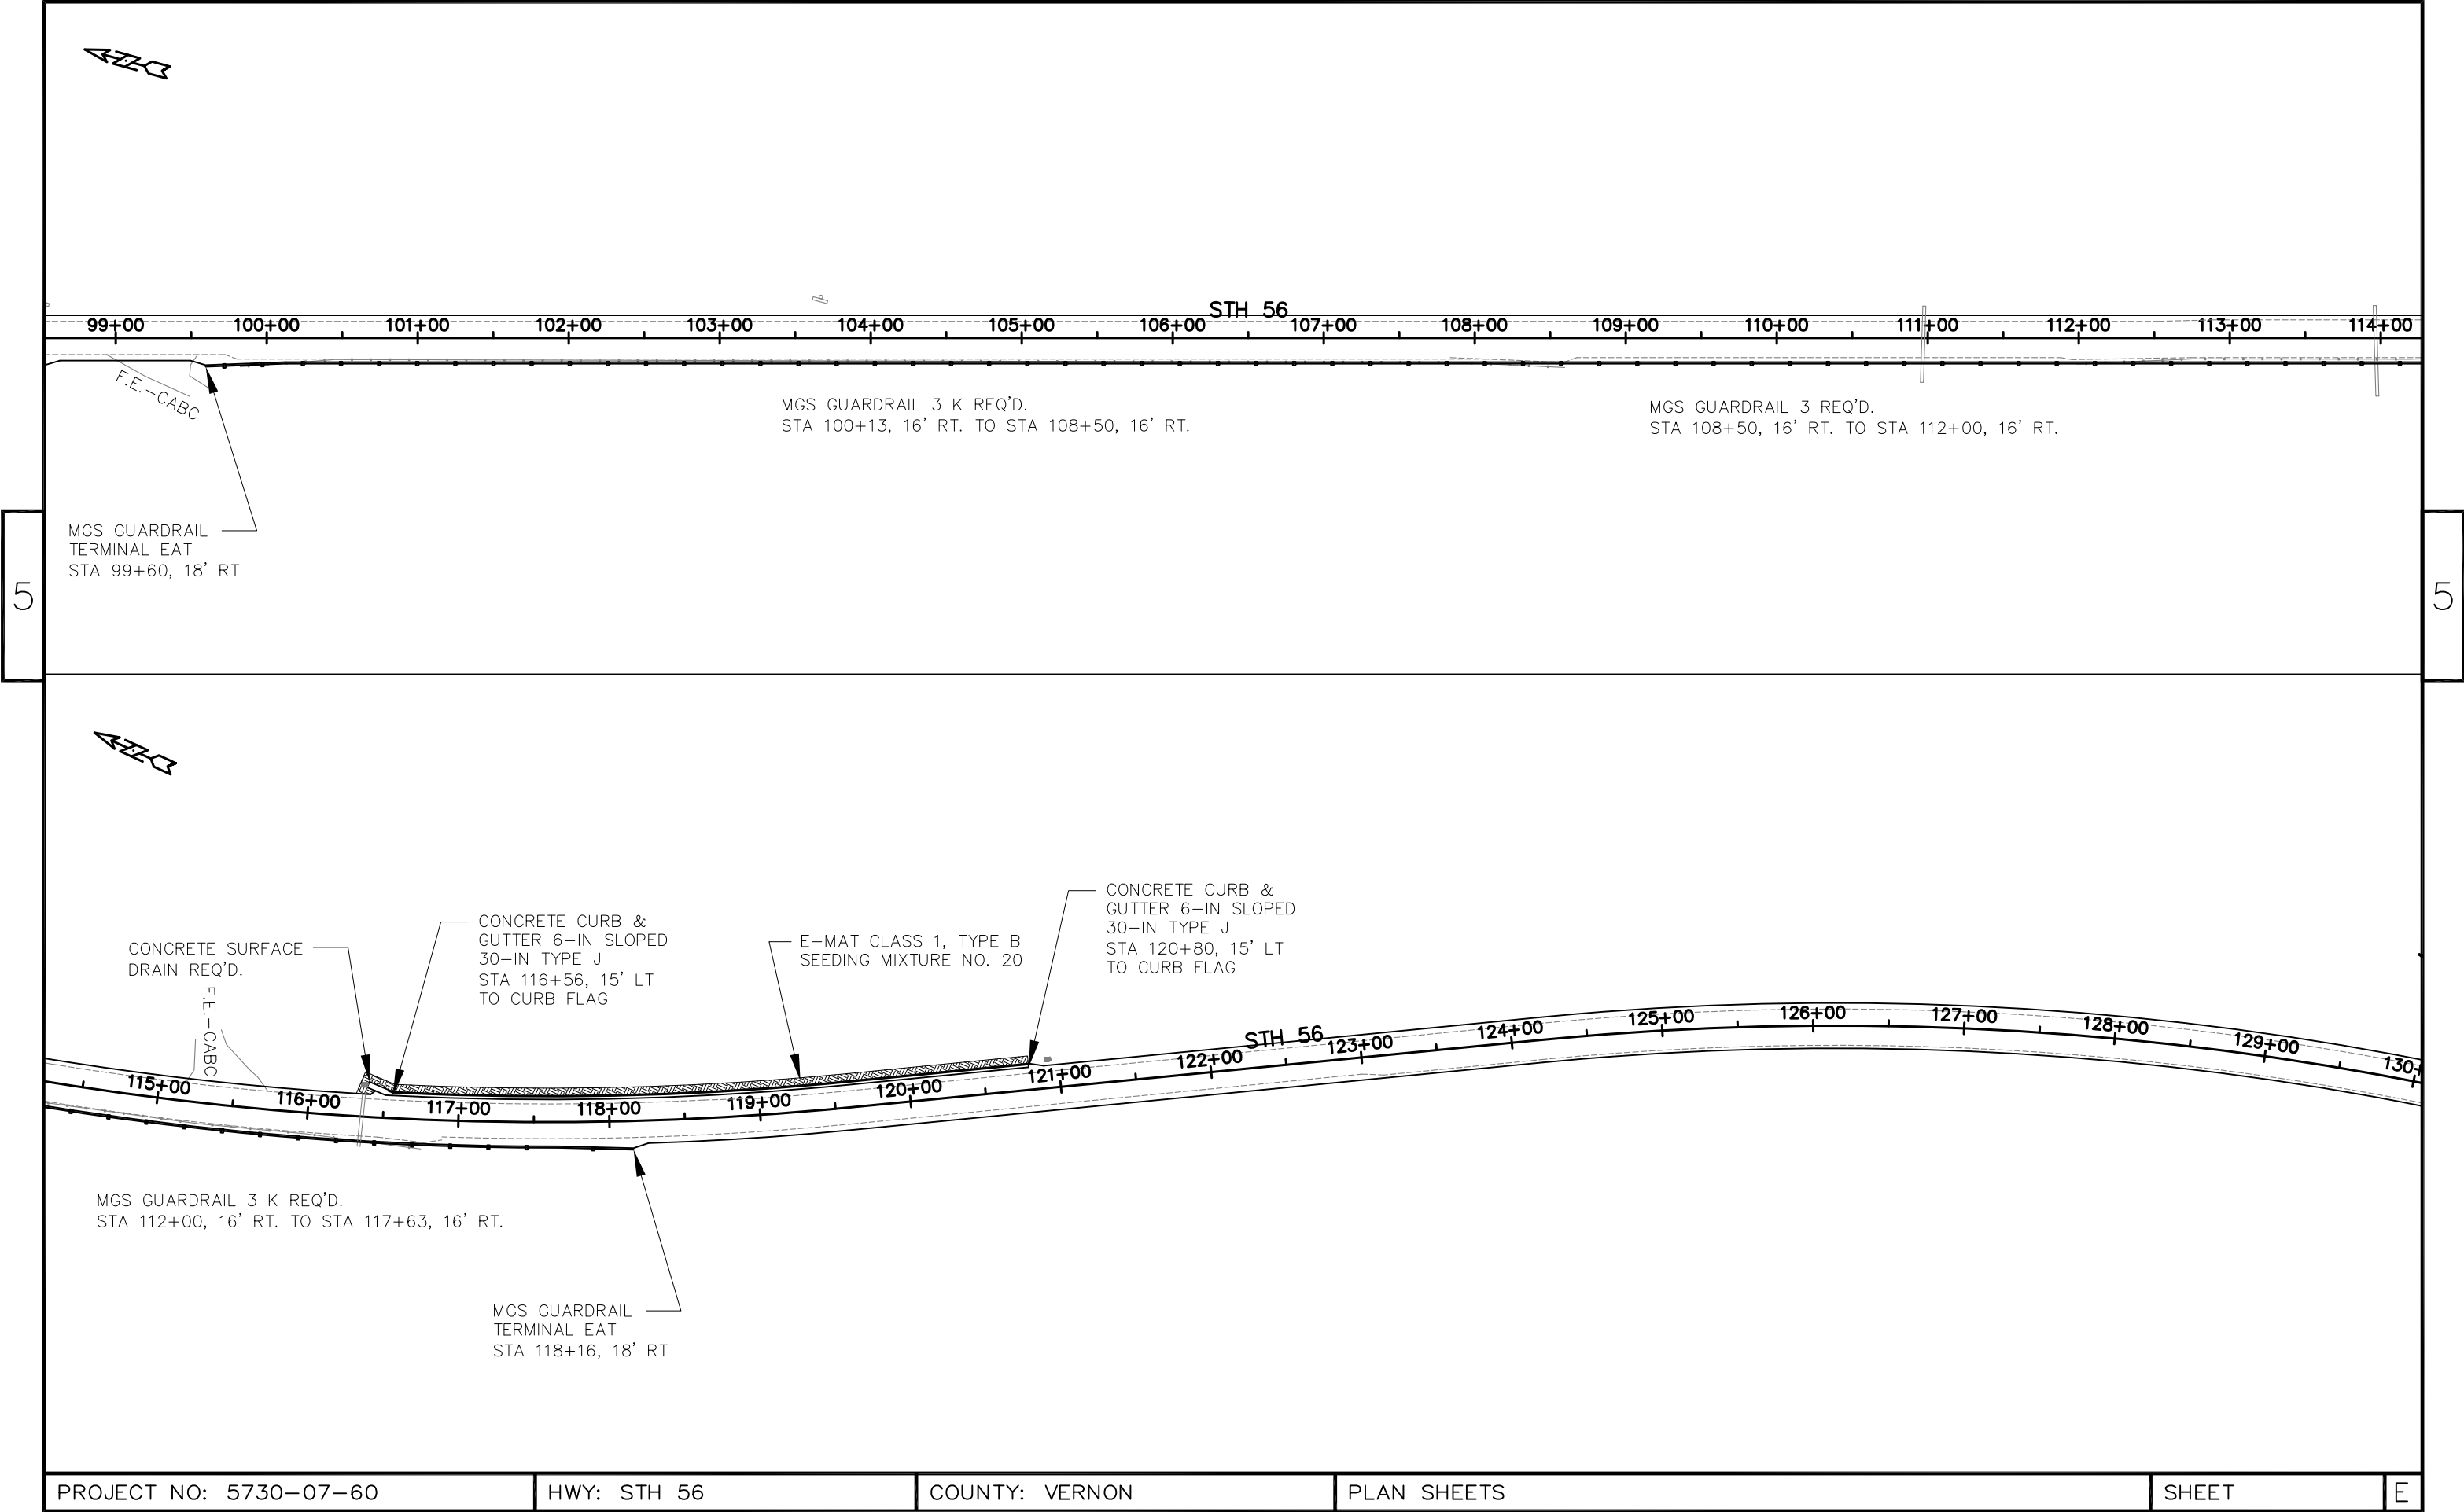 STH 56
99+00 100+00 101+00 102+00 103+00 104+00 105+00 106+00 107+00 108+00 109+00 110+00 111+00 112+00 113+00 114+00
F.E.-CABC
MGS GUARDRAIL 3 K REQ'D.
STA 100+13, 16' RT. TO STA 108+50, 16' RT.
MGS GUARDRAIL 3 REQ'D.
STA 108+50, 16' RT. TO STA 112+00, 16' RT.
MGS GUARDRAIL
TERMINAL EAT
STA 99+60, 18' RT
5
5
CONCRETE SURFACE
DRAIN REQ'D.
F.E.-CABC
CONCRETE CURB &
GUTTER 6-IN SLOPED
30-IN TYPE J
STA 116+56, 15' LT
TO CURB FLAG
E-MAT CLASS 1, TYPE B
SEEDING MIXTURE NO. 20
CONCRETE CURB &
GUTTER 6-IN SLOPED
30-IN TYPE J
STA 120+80, 15' LT
TO CURB FLAG
STH 56
115+00 116+00 117+00 118+00 119+00 120+00 121+00 122+00 123+00 124+00 125+00 126+00 127+00 128+00 129+00 130+
MGS GUARDRAIL 3 K REQ'D.
STA 112+00, 16' RT. TO STA 117+63, 16' RT.
MGS GUARDRAIL
TERMINAL EAT
STA 118+16, 18' RT
PROJECT NO: 5730-07-60 HWY: STH 56 COUNTY: VERNON PLAN SHEETS SHEET E